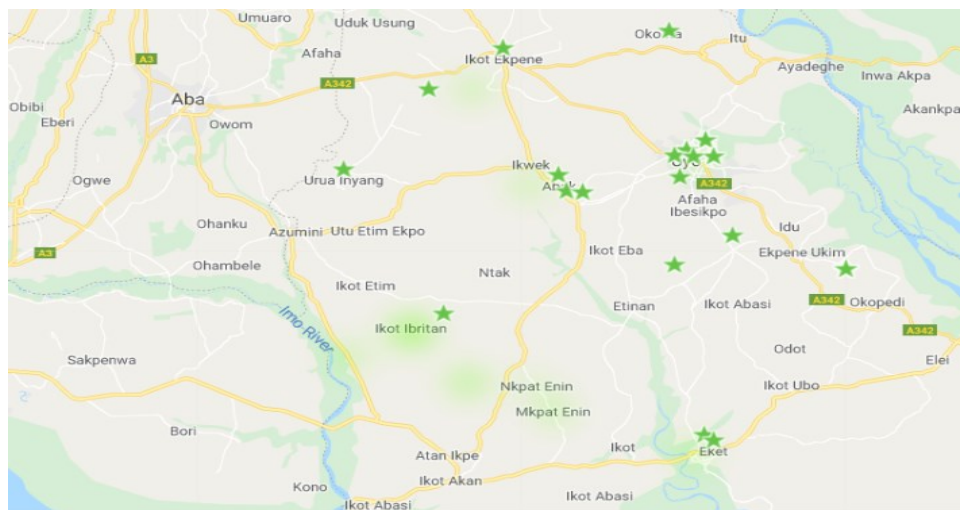 Umuaro
Uduk Usung
Afaha
Ikot Ekpene
Itu
Ayadeghe
Inwa Akpa
A3
A342
Aba
Obibi
Eberi
Owom
Akankpa
Ikwek
Ogwe
Urua Inyang
A342
Afaha
Ibesikpo
Ohanku
Azumini
Utu Etim Ekpo
Idu
A3
Ohambele
Ikot Eba
Ekpene Ukim
Ntak
Ikot Etim
Etinan
Ikot Abasi
A342
Okopedi
Imo River
Ikot Ibritan
A342
Sakpenwa
Odot
Elei
Nkpat Enin
Ikot Ubo
Mkpat Enin
Bori
Atan Ikpe
Ikot
Eket
Kono
Ikot Akan
Ikot Abasi
Ikot Abasi